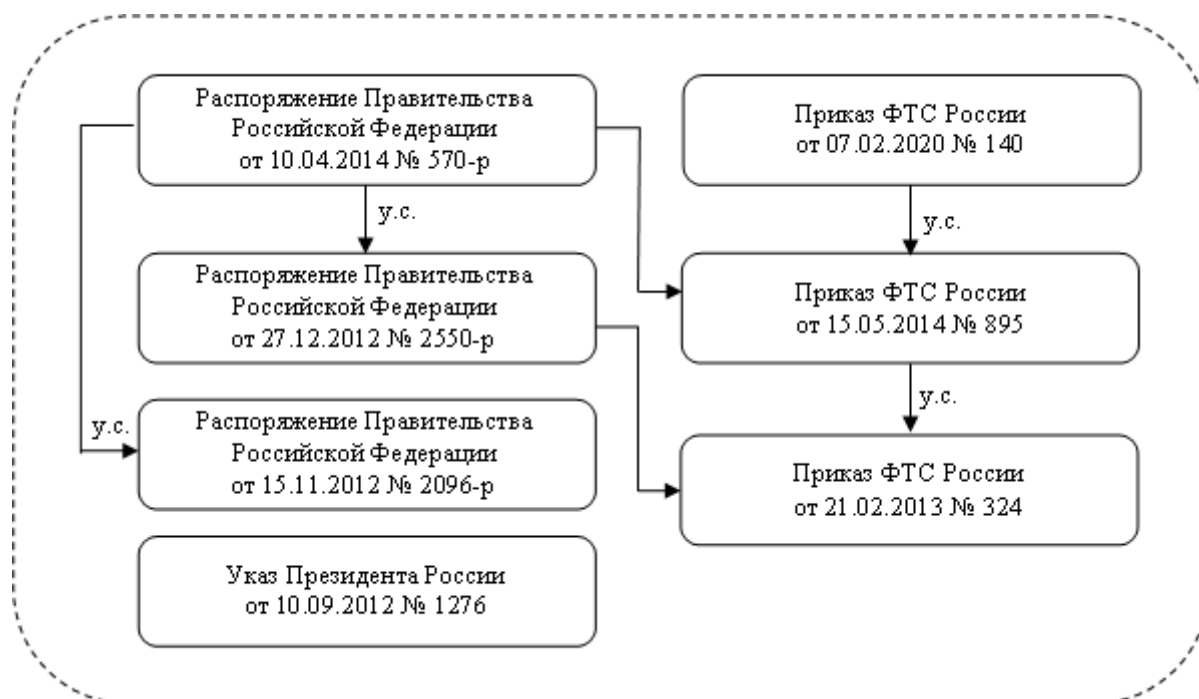 Распоряжение Правительства
Российской Федерации
от 10.04.2014 № 570-р
Приказ ФТС России
от 07.02.2020 № 140
у.с.
у.с.
Распоряжение Правительства
Российской Федерации
от 27.12.2012 № 2550-р
Приказ ФТС России
от 15.05.2014 № 895
у.с.
у.с.
Распоряжение Правительства
Российской Федерации
от 15.11.2012 № 2096-р
Приказ ФТС России
от 21.02.2013 № 324
Указ Президента России
от 10.09.2012 № 1276